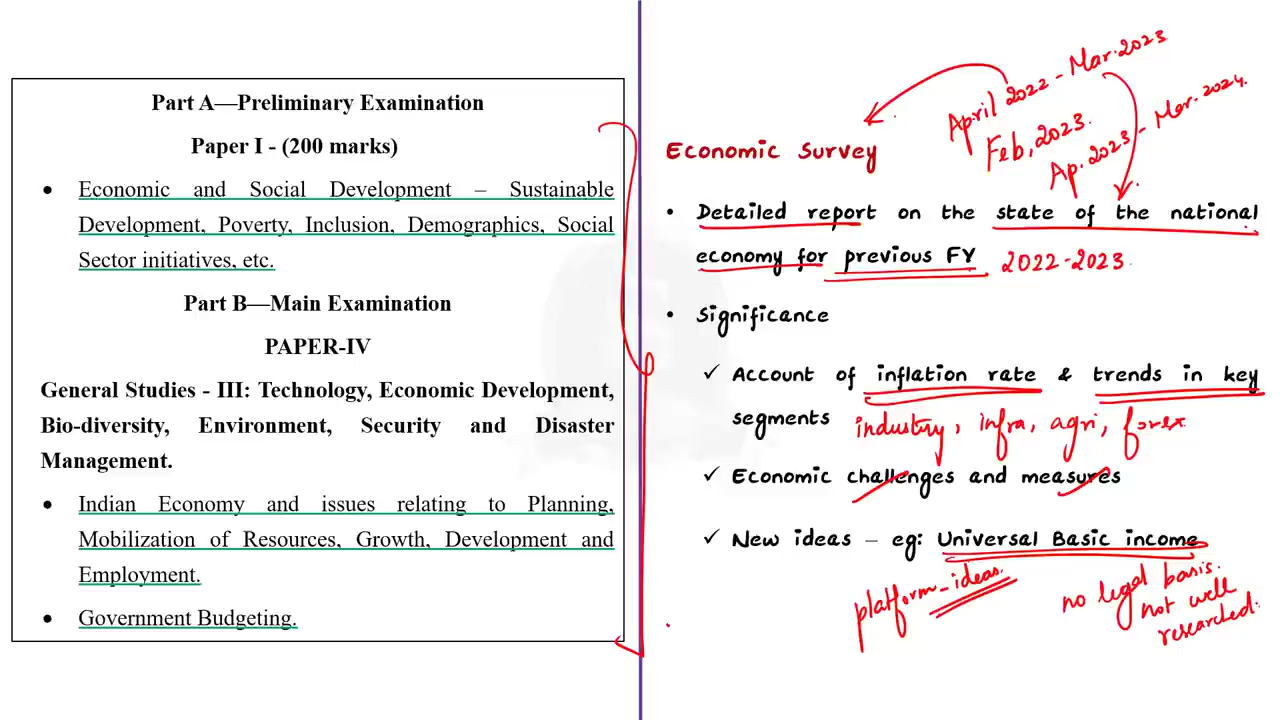 Part A—Preliminary Examination
Paper I - (200 marks)
• Economic and Social Development – Sustainable
Development, Poverty, Inclusion, Demographics, Social
Sector initiatives, etc.
Part B—Main Examination
PAPER-IV
General Studies - III: Technology, Economic Development,
Bio-diversity, Environment, Security and Disaster
Management.
• Indian Economy and issues relating to Planning,
Mobilization of Resources, Growth, Development and
Employment.
• Government Budgeting.
April 2022 - Mar. 2023
Feb, 2023.
Ap. 2023 - Mar. 2024.
Economic Survey
• Detailed report on the state of the national
economy for previous FY 2022-2023
• Significance
✓ Account of inflation rate & trends in key
segments industry, infra, agri, forex
✓ Economic challenges and measures
✓ New ideas – eg: Universal Basic income
platform_ideas.
no legal basis.
not well
researched.